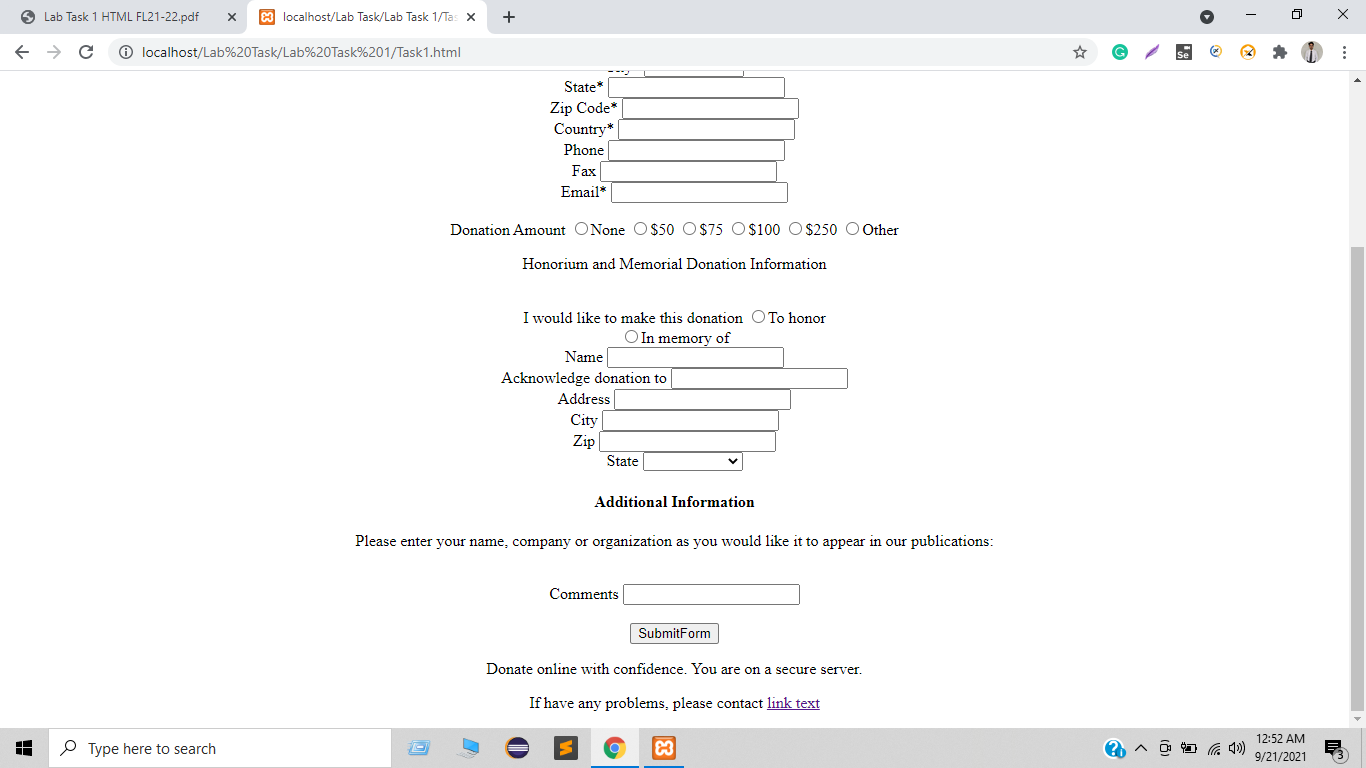 Lab Task 1 HTML FL21-22.pdf
localhost/Lab Task/Lab Task 1/Tas
localhost/Lab%20Task/Lab%20Task%201/Task1.html
State*
Zip Code*
Country*
Phone
Fax
Email*
Donation Amount None $50 $75 $100 $250 Other
Honorium and Memorial Donation Information
I would like to make this donation To honor
In memory of
Name
Acknowledge donation to
Address
City
Zip
State
Additional Information
Please enter your name, company or organization as you would like it to appear in our publications:
Comments
SubmitForm
Donate online with confidence. You are on a secure server.
If have any problems, please contact link text
Type here to search
12:52 AM
9/21/2021
3